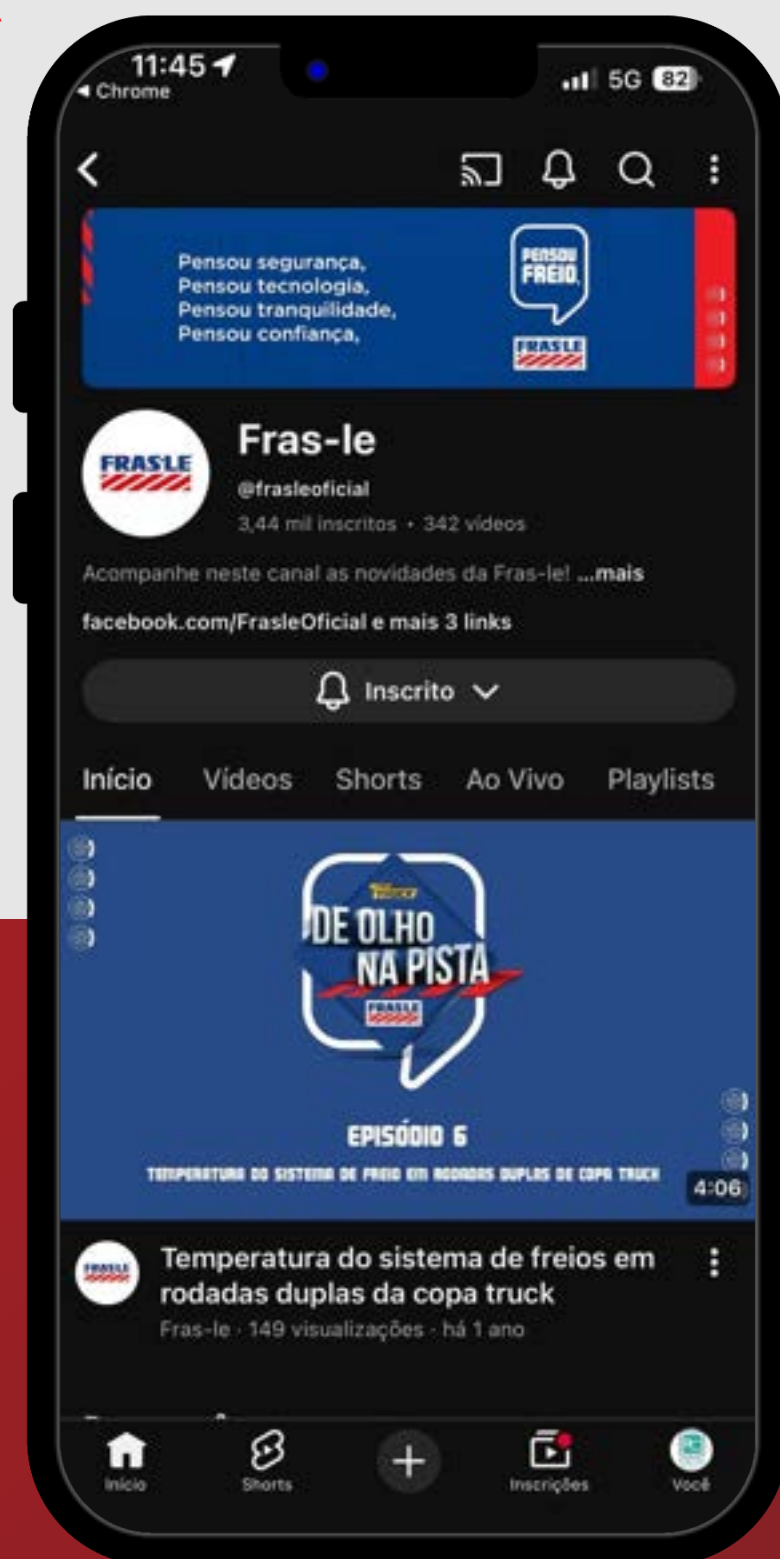 11:45
Chrome
5G 82
Pensou segurança,
Pensou tecnologia,
Pensou tranquilidade,
Pensou confiança,
PENSOU
FREIO.
FRASLE
FRAS-LE
Fras-le
@frasleoficial
3,44 mil inscritos • 342 vídeos
Acompanhe neste canal as novidades da Fras-le! ...mais
facebook.com/FrasleOficial e mais 3 links
Inscrito
Início Vídeos Shorts Ao Vivo Playlists
TRUCK
DE OLHO
NA PISTA
FRASLE
EPISÓDIO 6
TEMPERATURA DO SISTEMA DE FREIO EM RODADAS DUPLAS DE COPA TRUCK
4:06
FRASLE
Temperatura do sistema de freios em
rodadas duplas da copa truck
Fras-le · 149 visualizações · há 1 ano
Início Shorts Inscrições Você